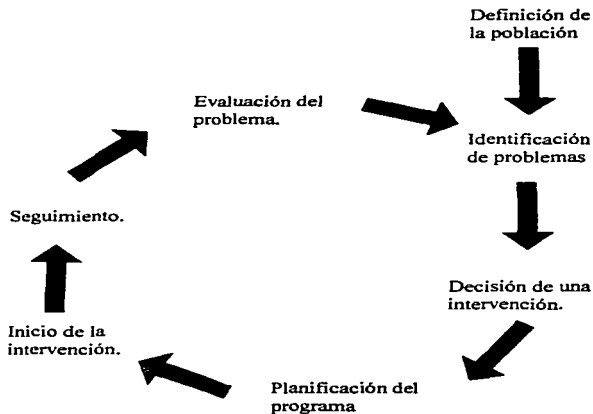 Definición de
la población
Evaluación del
problema.
Identificación
de problemas
Seguimiento.
Decisión de una
intervención.
Inicio de la
intervención.
Planificación del
programa